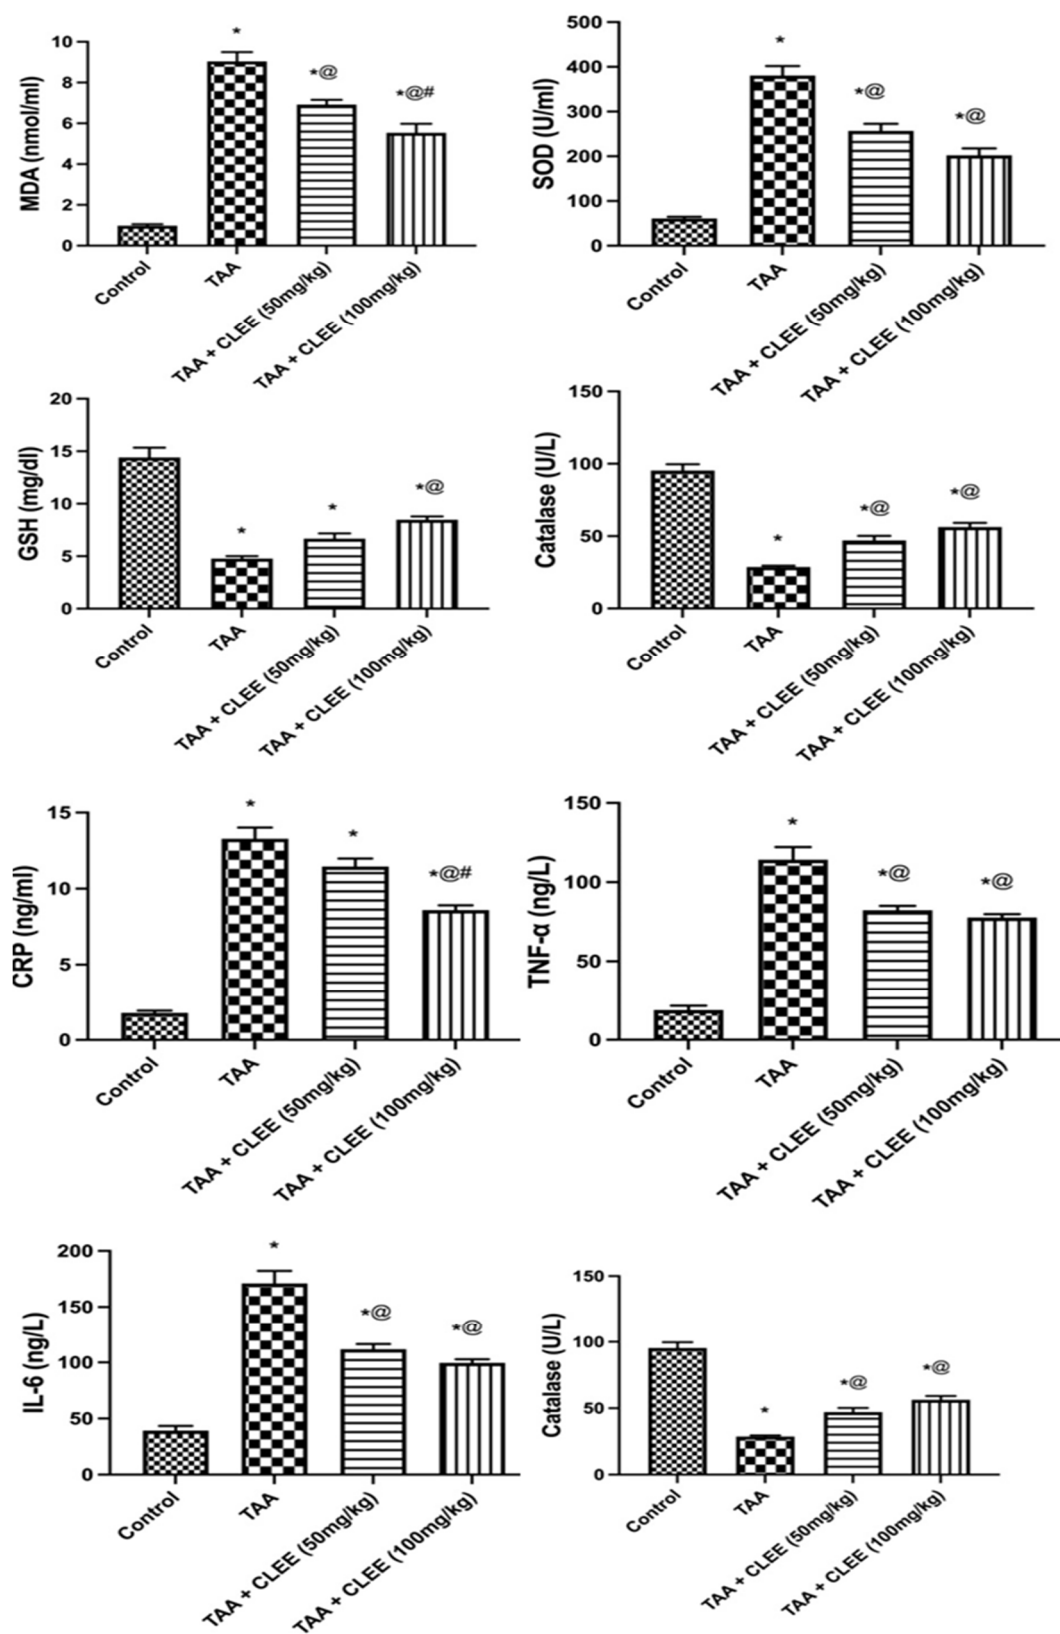 MDA (nmol/ml)
10
8
6
4
2
0
*
*@
*@#
Control
TAA
TAA + CLEE (50mg/kg)
TAA + CLEE (100mg/kg)
SOD (U/ml)
500
400
300
200
100
0
*
*@
*@
Control
TAA
TAA + CLEE (50mg/kg)
TAA + CLEE (100mg/kg)
GSH (mg/dl)
20
15
10
5
0
*
*
*@
Control
TAA
TAA + CLEE (50mg/kg)
TAA + CLEE (100mg/kg)
Catalase (U/L)
150
100
50
0
*
*@
*@
Control
TAA
TAA + CLEE (50mg/kg)
TAA + CLEE (100mg/kg)
CRP (ng/ml)
15
10
5
0
*
*
*@#
Control
TAA
TAA + CLEE (50mg/kg)
TAA + CLEE (100mg/kg)
TNF-α (ng/L)
150
100
50
0
*
*@
*@
Control
TAA
TAA + CLEE (50mg/kg)
TAA + CLEE (100mg/kg)
IL-6 (ng/L)
200
150
100
50
0
*
*@
*@
Control
TAA
TAA + CLEE (50mg/kg)
TAA + CLEE (100mg/kg)
Catalase (U/L)
150
100
50
0
*
*@
*@
Control
TAA
TAA + CLEE (50mg/kg)
TAA + CLEE (100mg/kg)